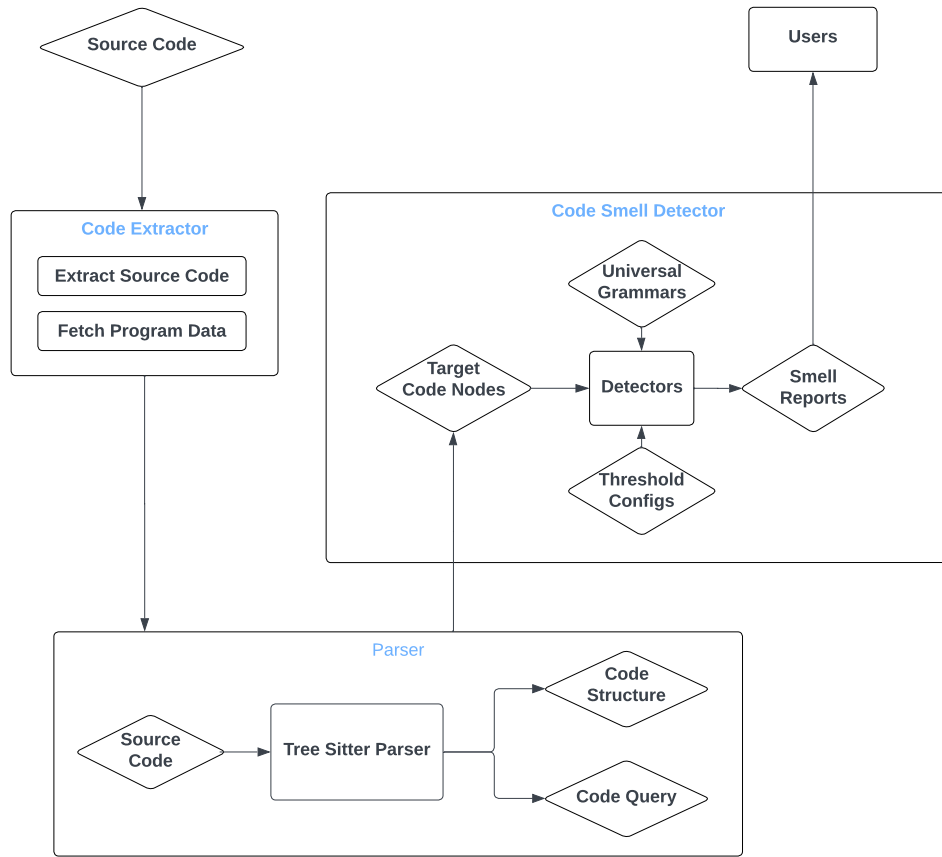 Source Code
Users
Code Extractor
Extract Source Code
Fetch Program Data
Code Smell Detector
Universal
Grammars
Target
Code Nodes
Detectors
Smell
Reports
Threshold
Configs
Parser
Source
Code
Tree Sitter Parser
Code
Structure
Code Query